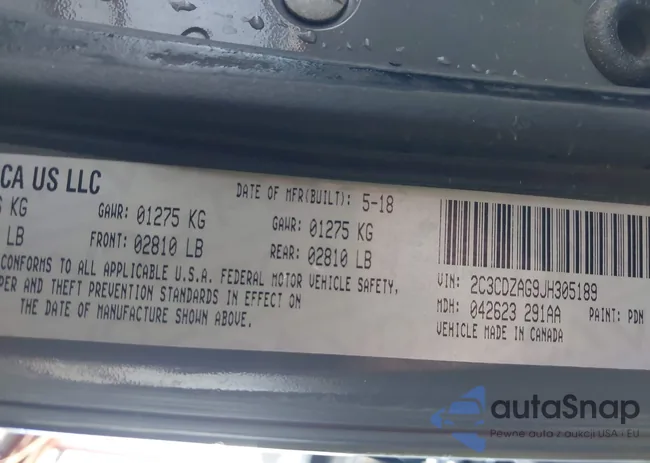 CA US LLC
DATE OF MFR(BUILT): 5-18
KG GAWR: 01275 KG GAWR: 01275 KG
LB FRONT: 02810 LB REAR: 02810 LB
CONFORMS TO ALL APPLICABLE U.S.A. FEDERAL MOTOR VEHICLE SAFETY,
PER AND THEFT PREVENTION STANDARDS IN EFFECT ON
THE DATE OF MANUFACTURE SHOWN ABOVE.
VIN: 2C3CDZAG9JH305189
MDH: 042623 291AA PAINT: PDN
VEHICLE MADE IN CANADA
autaSnap
Pewne auta z aukcji USA i EU